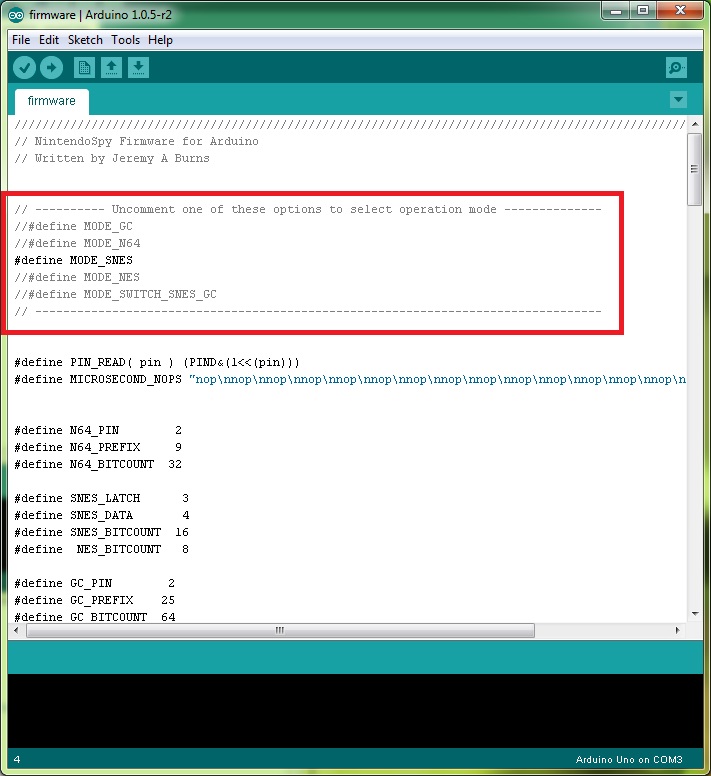 firmware | Arduino 1.0.5-r2
File Edit Sketch Tools Help
firmware
////////////////////////////////////////////////////////////////////////////////////////////////
// NintendoSpy Firmware for Arduino
// Written by Jeremy A Burns
// ---------- Uncomment one of these options to select operation mode --------------
//#define MODE_GC
//#define MODE_N64
#define MODE_SNES
//#define MODE_NES
//#define MODE_SWITCH_SNES_GC
// ---------------------------------------------------------------------------------
#define PIN_READ( pin ) (PIND&(1<<(pin)))
#define MICROSECOND_NOPS "nop\nnop\nnop\nnop\nnop\nnop\nnop\nnop\nnop\nnop\nnop\nnop\nnop\nnop\n
#define N64_PIN        2
#define N64_PREFIX     9
#define N64_BITCOUNT  32
#define SNES_LATCH      3
#define SNES_DATA       4
#define SNES_BITCOUNT  16
#define  NES_BITCOUNT   8
#define GC_PIN        2
#define GC_PREFIX    25
#define GC_BITCOUNT  64
4
Arduino Uno on COM3